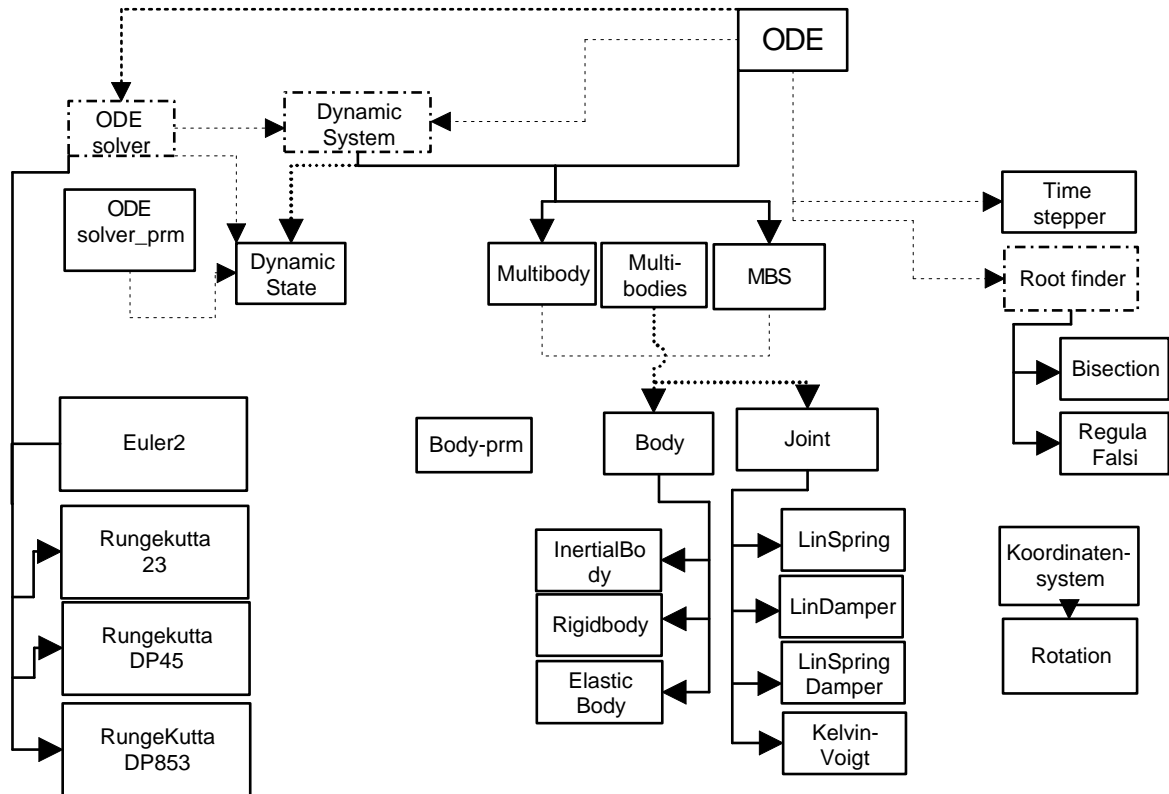 ODE
ODE
solver
Dynamic
System
ODE
solver_prm
Dynamic
State
Multibody
Multi-
bodies
MBS
Time
stepper
Root finder
Bisection
Regula
Falsi
Euler2
Body-prm
Body
Joint
Rungekutta
23
Rungekutta
DP45
RungeKutta
DP853
InertialBo
dy
Rigidbody
Elastic
Body
LinSpring
LinDamper
LinSpring
Damper
Kelvin-
Voigt
Koordinaten-
system
Rotation